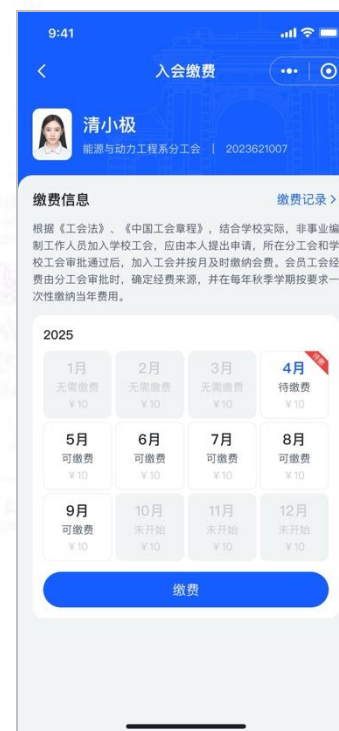 9:41
入会缴费
清小极
能源与动力工程系分工会 | 2023621007
缴费信息
缴费记录 >
根据《工会法》、《中国工会章程》，结合学校实际，非事业编
制工作人员加入学校工会，应由本人提出申请，所在分工会和学
校工会审批通过后，加入工会并按月及时缴纳会费。会员工会经
费由分工会审批时，确定经费来源，并在每年秋季学期按要求一
次性缴纳当年费用。
2025
1月 2月 3月 4月
无需缴费 无需缴费 无需缴费 待缴费
¥10 ¥10 ¥10 ¥10
5月 6月 7月 8月
可缴费 可缴费 可缴费 可缴费
¥10 ¥10 ¥10 ¥10
9月 10月 11月 12月
可缴费 未开始 未开始 未开始
¥10 ¥10 ¥10 ¥10
缴费